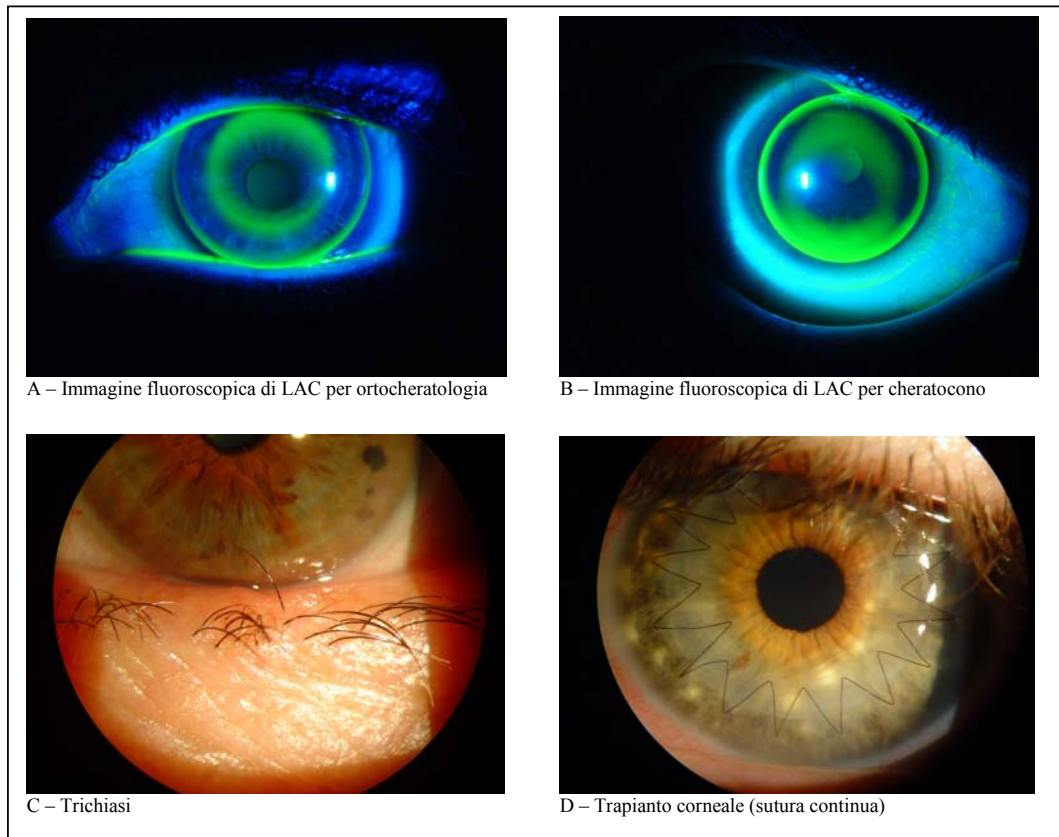 A – Immagine fluoroscopica di LAC per ortocheratologia
B – Immagine fluoroscopica di LAC per cheratocono
C – Trichiasi
D – Trapianto corneale (sutura continua)